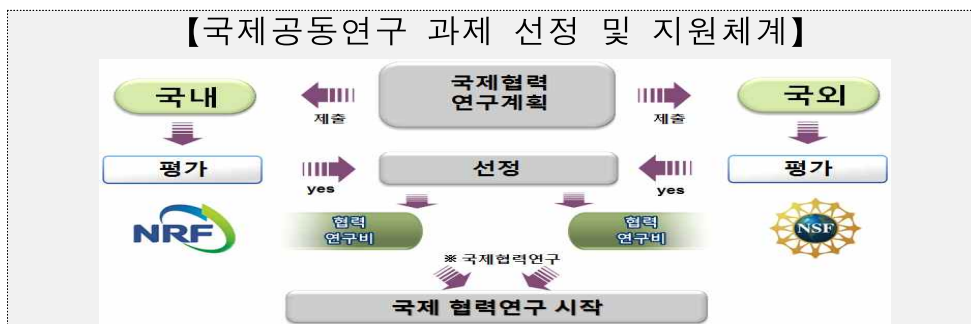 【국제공동연구 과제 선정 및 지원체계】
국내
국제협력
연구계획
국외
제출
제출
평가
선정
평가
yes
yes
NRF
협력
연구비
협력
연구비
NSF
※ 국제협력연구
국제 협력연구 시작